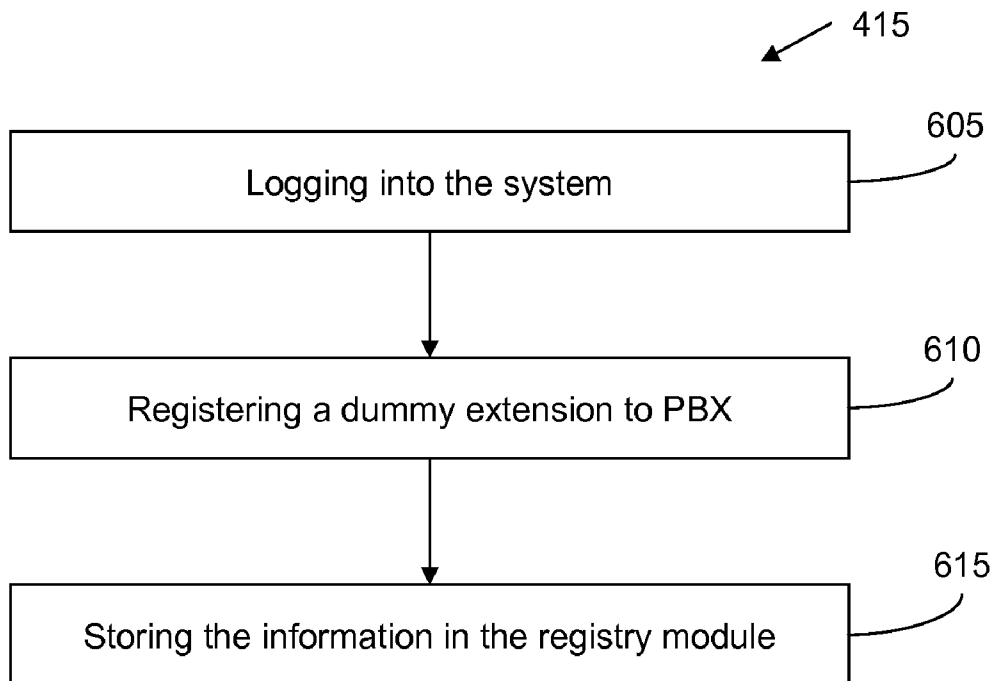 415
605
Logging into the system
610
Registering a dummy extension to PBX
615
Storing the information in the registry module